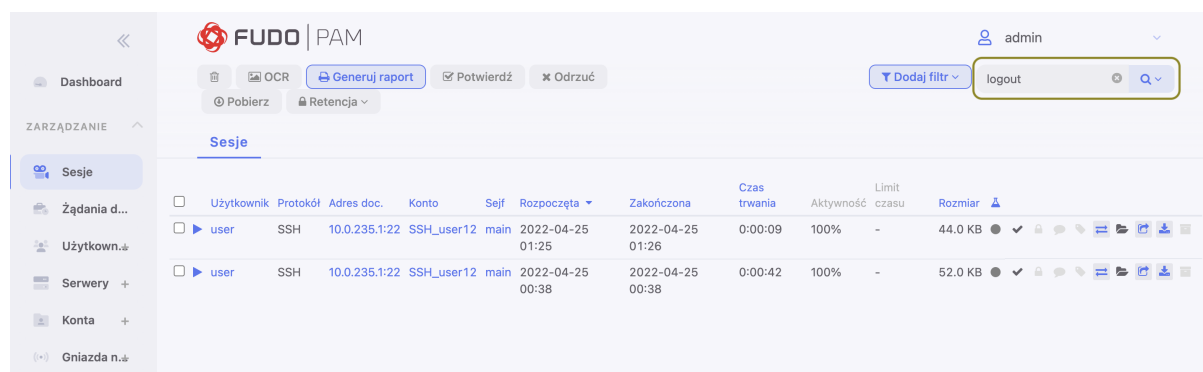 FUDO | PAM
admin
Dashboard
OCR Generuj raport Potwierdź Odrzuć
Dodaj filtr logout
Pobierz Retencja
ZARZĄDZANIE
Sesje
Sesje
Żądania d...
Użytkown...
Serwery +
Konta +
Gniazda n...
Użytkownik Protokół Adres doc. Konto Sejf Rozpoczęta Zakończona Czas trwania Aktywność Limit czasu Rozmiar
user SSH 10.0.235.1:22 SSH_user12 main 2022-04-25 2022-04-25 0:00:09 100% - 44.0 KB
01:25 01:26
user SSH 10.0.235.1:22 SSH_user12 main 2022-04-25 2022-04-25 0:00:42 100% - 52.0 KB
00:38 00:38